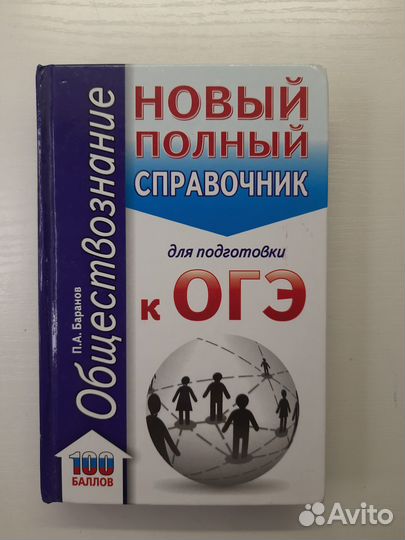 Обществознание
П.А. Баранов
НОВЫЙ
ПОЛНЫЙ
СПРАВОЧНИК
для подготовки
к ОГЭ
100
БАЛЛОВ
Avito